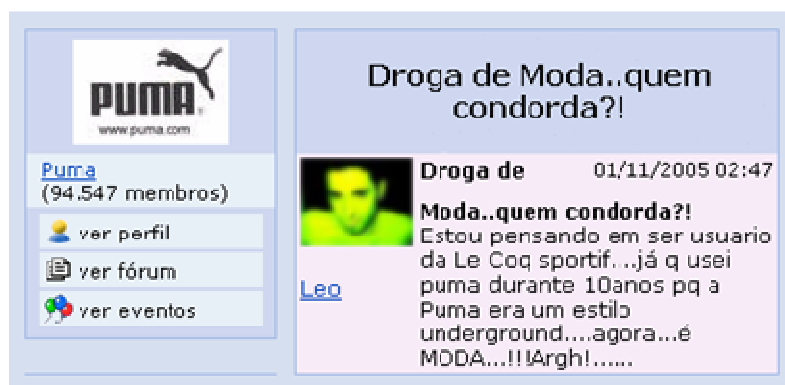 PUMA
www.puma.com
Puma
(94.547 membros)
ver perfil
ver fórum
ver eventos
Droga de Moda..quem
condorda?!
Droga de 01/11/2005 02:47
Moda..quem condorda?!
Leo
Estou pensando em ser usuario
da Le Coq sportif....já q usei
puma durante 10anos pq a
Puma era um estilo
underground....agora...é
MODA...!!!Argh!......